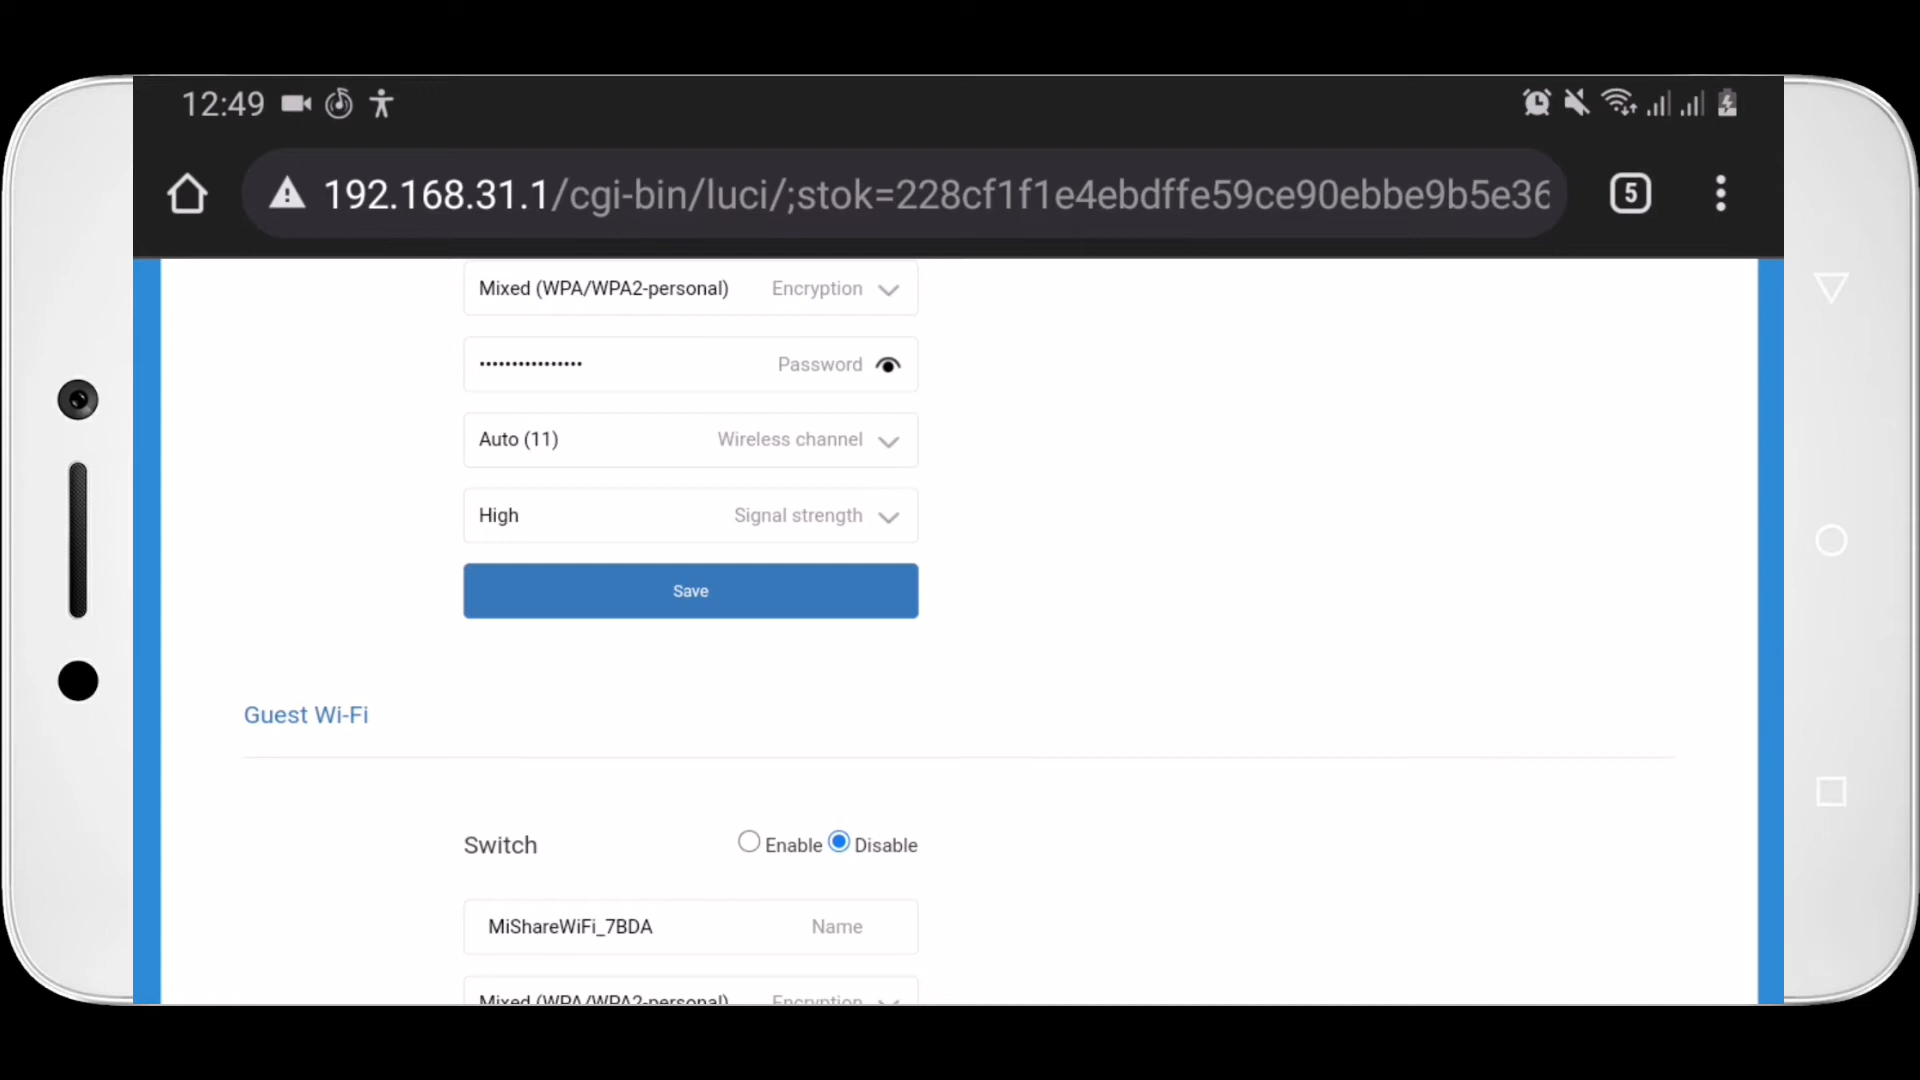 12:49
192.168.31.1/cgi-bin/luci/;stok=228cf1f1e4ebdffe59ce90ebbe9b5e36
5
Mixed (WPA/WPA2-personal) Encryption
•••••••••••••••• Password
Auto (11) Wireless channel
High Signal strength
Save
Guest Wi-Fi
Switch Enable Disable
MiShareWiFi_7BDA Name
Mixed (WPA/WPA2-personal) Encryption